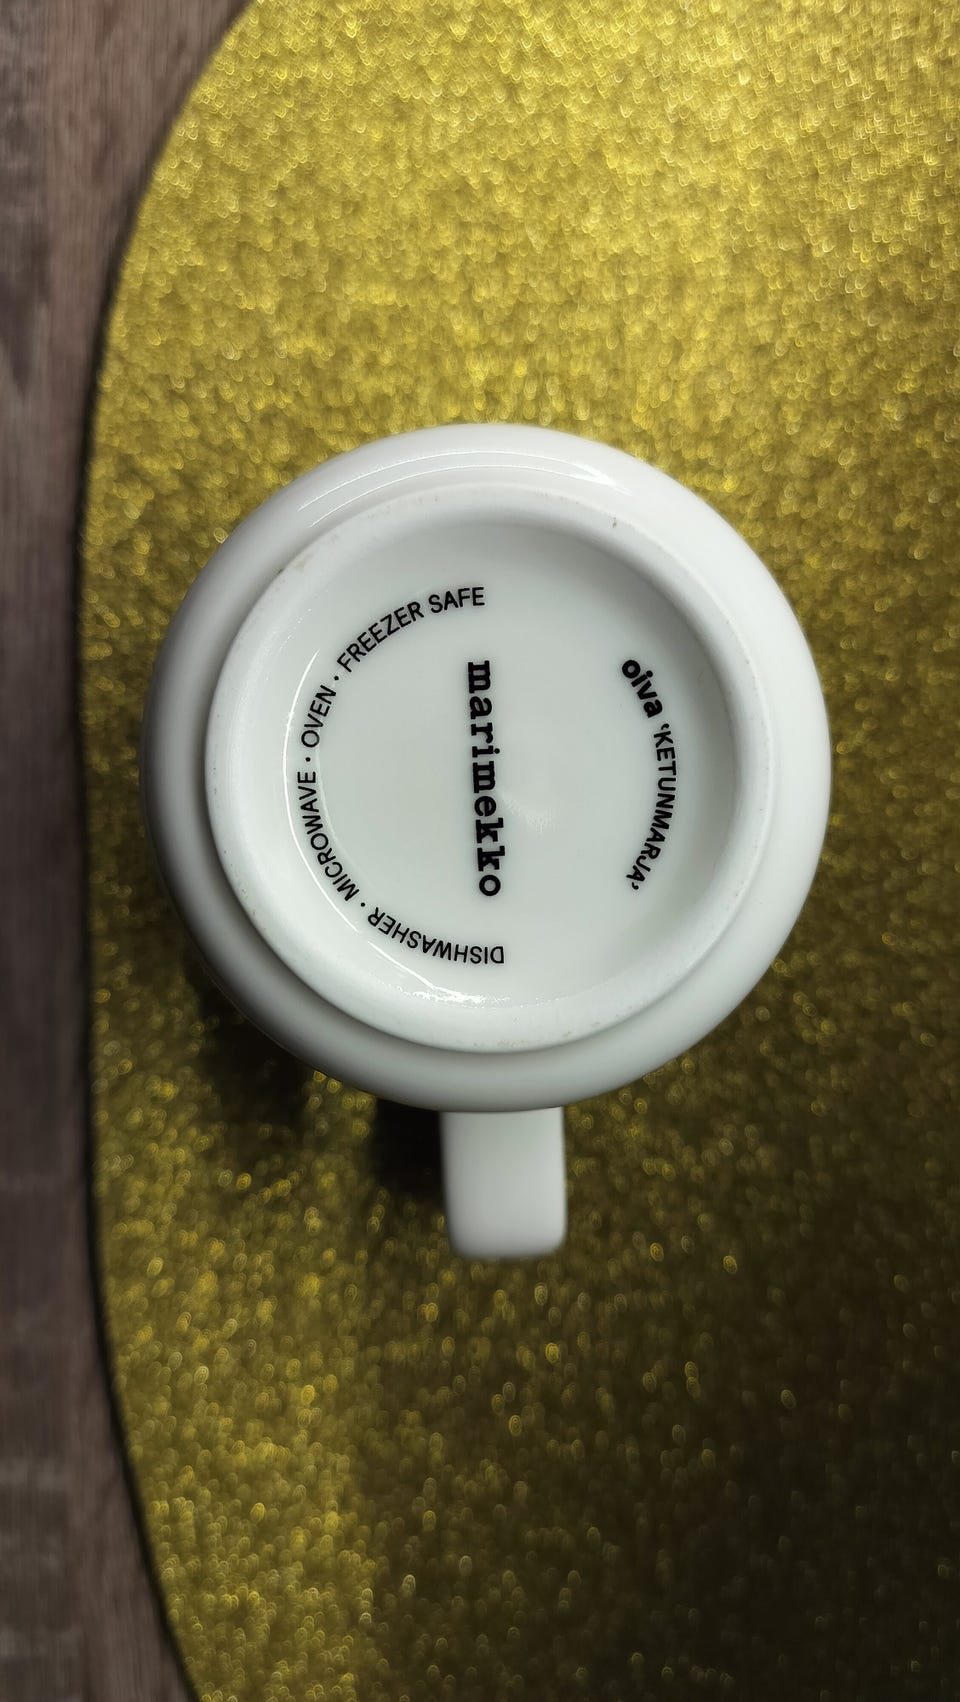 oiva 'KETUNMARJA'
marimekko
DISHWASHER · MICROWAVE · OVEN · FREEZER SAFE